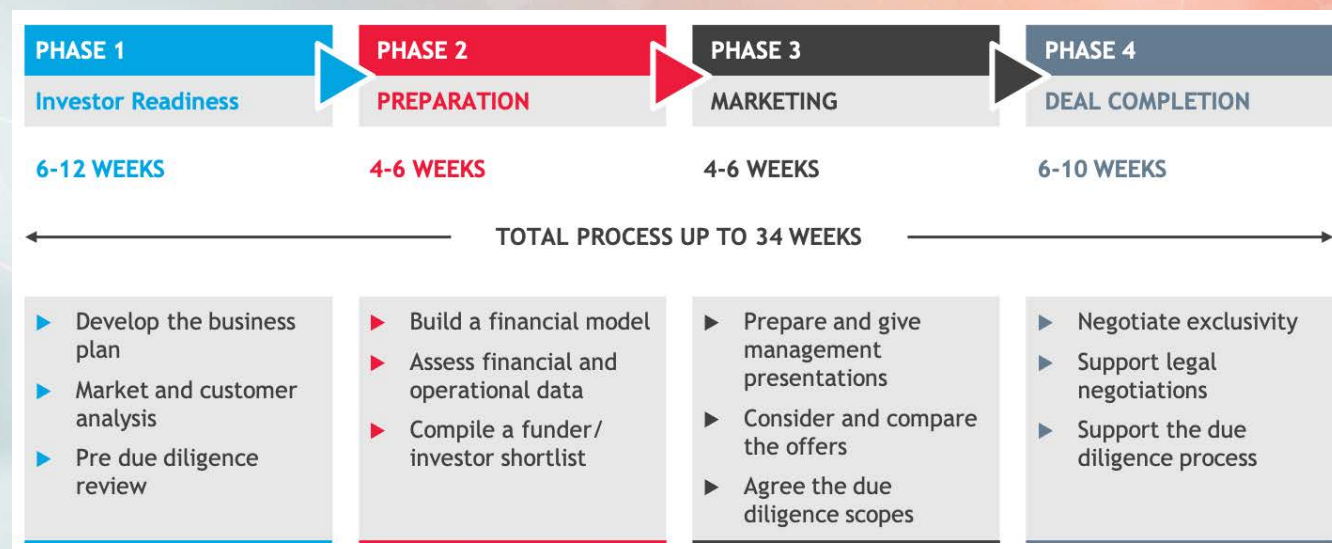 PHASE 1
Investor Readiness
6-12 WEEKS
PHASE 2
PREPARATION
4-6 WEEKS
PHASE 3
MARKETING
4-6 WEEKS
PHASE 4
DEAL COMPLETION
6-10 WEEKS
TOTAL PROCESS UP TO 34 WEEKS
Develop the business
plan
Market and customer
analysis
Pre due diligence
review
Build a financial model
Assess financial and
operational data
Compile a funder/
investor shortlist
Prepare and give
management
presentations
Consider and compare
the offers
Agree the due
diligence scopes
Negotiate exclusivity
Support legal
negotiations
Support the due
diligence process